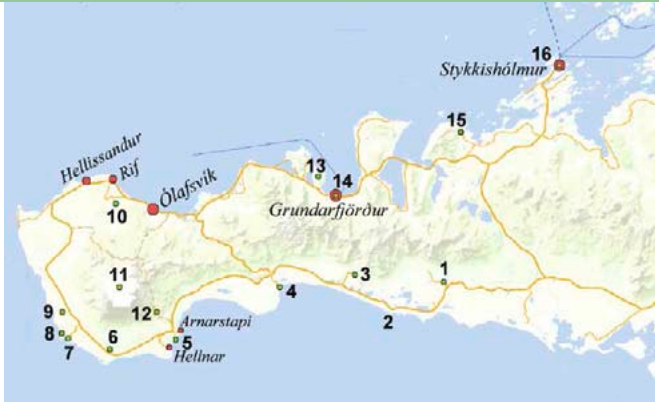 16
Stykkishólmur
15
Hellissandur
Rif
13
Ólafsvik
14
10
Grundarfjörður
11
3
1
4
9
12
2
Arnarstapi
8
7
6
5
Hellnar